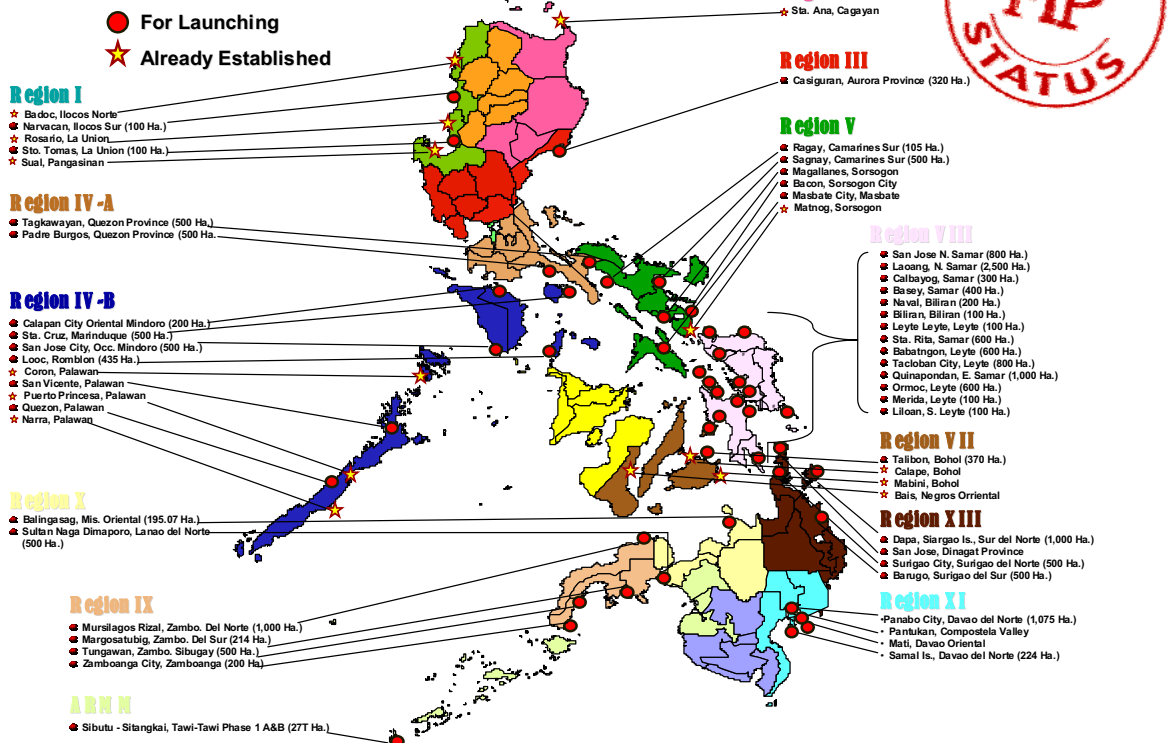 For Launching
Already Established
Sta. Ana, Cagayan
MP
STATUS
Region I
Badoc, Ilocos Norte
Narvacan, Ilocos Sur (100 Ha.)
Rosario, La Union
Sto. Tomas, La Union (100 Ha.)
Sual, Pangasinan
Region IV-A
Tagkawayan, Quezon Province (500 Ha.)
Padre Burgos, Quezon Province (500 Ha.
Region IV-B
Calapan City Oriental Mindoro (200 Ha.)
Sta. Cruz, Marinduque (500 Ha.)
San Jose City, Occ. Mindoro (500 Ha.)
Looc, Romblon (435 Ha.)
Coron, Palawan
San Vicente, Palawan
Puerto Princesa, Palawan
Quezon, Palawan
Narra, Palawan
Region X
Balingasag, Mis. Oriental (195.07 Ha.)
Sultan Naga Dimaporo, Lanao del Norte
(500 Ha.)
Region IX
Mursilagos Rizal, Zambo. Del Norte (1,000 Ha.)
Margosatubig, Zambo. Del Sur (214 Ha.)
Tungawan, Zambo. Sibugay (500 Ha.)
Zamboanga City, Zamboanga (200 Ha)
ARMM
Sibutu - Sitangkai, Tawi-Tawi Phase 1 A&B (27T Ha.)
Region III
Casiguran, Aurora Province (320 Ha.)
Region V
Ragay, Camarines Sur (105 Ha.)
Sagnay, Camarines Sur (500 Ha.)
Magallanes, Sorsogon
Bacon, Sorsogon City
Masbate City, Masbate
Matnog, Sorsogon
Region VIII
San Jose N. Samar (800 Ha.)
Laoang, N. Samar (2,500 Ha.)
Calbayog, Samar (300 Ha.)
Basey, Samar (400 Ha.)
Naval, Biliran (200 Ha.)
Biliran, Biliran (100 Ha.)
Leyte Leyte, Leyte (100 Ha.)
Sta. Rita, Samar (600 Ha.)
Babatngon, Leyte (600 Ha.)
Tacloban City, Leyte (800 Ha.)
Quinapondan, E. Samar (1,000 Ha.)
Ormoc, Leyte (600 Ha.)
Merida, Leyte (100 Ha.)
Liloan, S. Leyte (100 Ha.)
Region VII
Talibon, Bohol (370 Ha.)
Calape, Bohol
Mabini, Bohol
Bais, Negros Orriental
Region XIII
Dapa, Siargao Is., Sur del Norte (1,000 Ha.)
San Jose, Dinagat Province
Surigao City, Surigao del Norte (500 Ha.)
Barugo, Surigao del Sur (500 Ha.)
Region XI
Panabo City, Davao del Norte (1,075 Ha.)
Pantukan, Compostela Valley
Mati, Davao Oriental
Samal Is., Davao del Norte (224 Ha.)